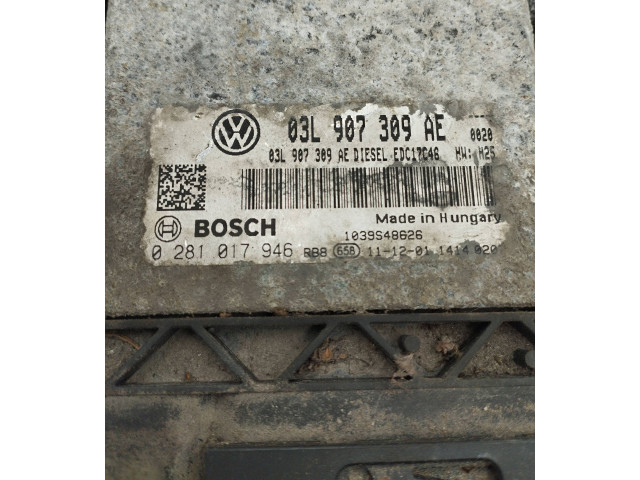 03L 907 309 AE 0020
03L 907 309 AE DIESEL EDC17C46 HW: H25
BOSCH Made in Hungary
1039S48626
0 281 017 946 RB8 658 11-12-01 1414 020